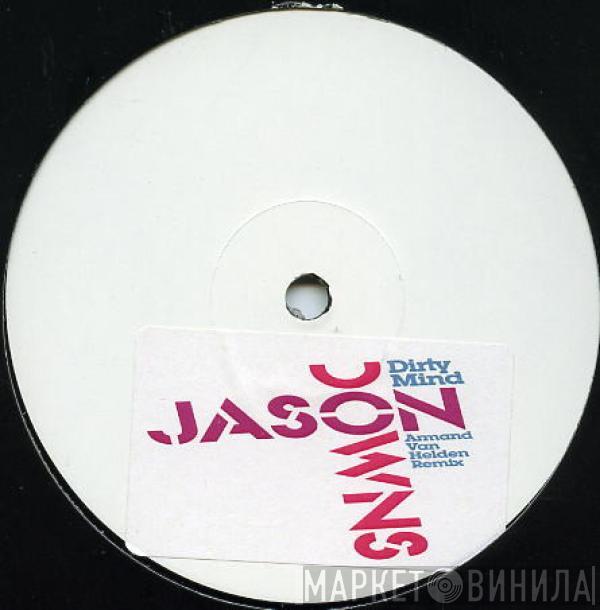 Dirty
Mind
JASON
DOWNS
Armand
Van
Helden
Remix
МАРКЕТ ВИНИЛА